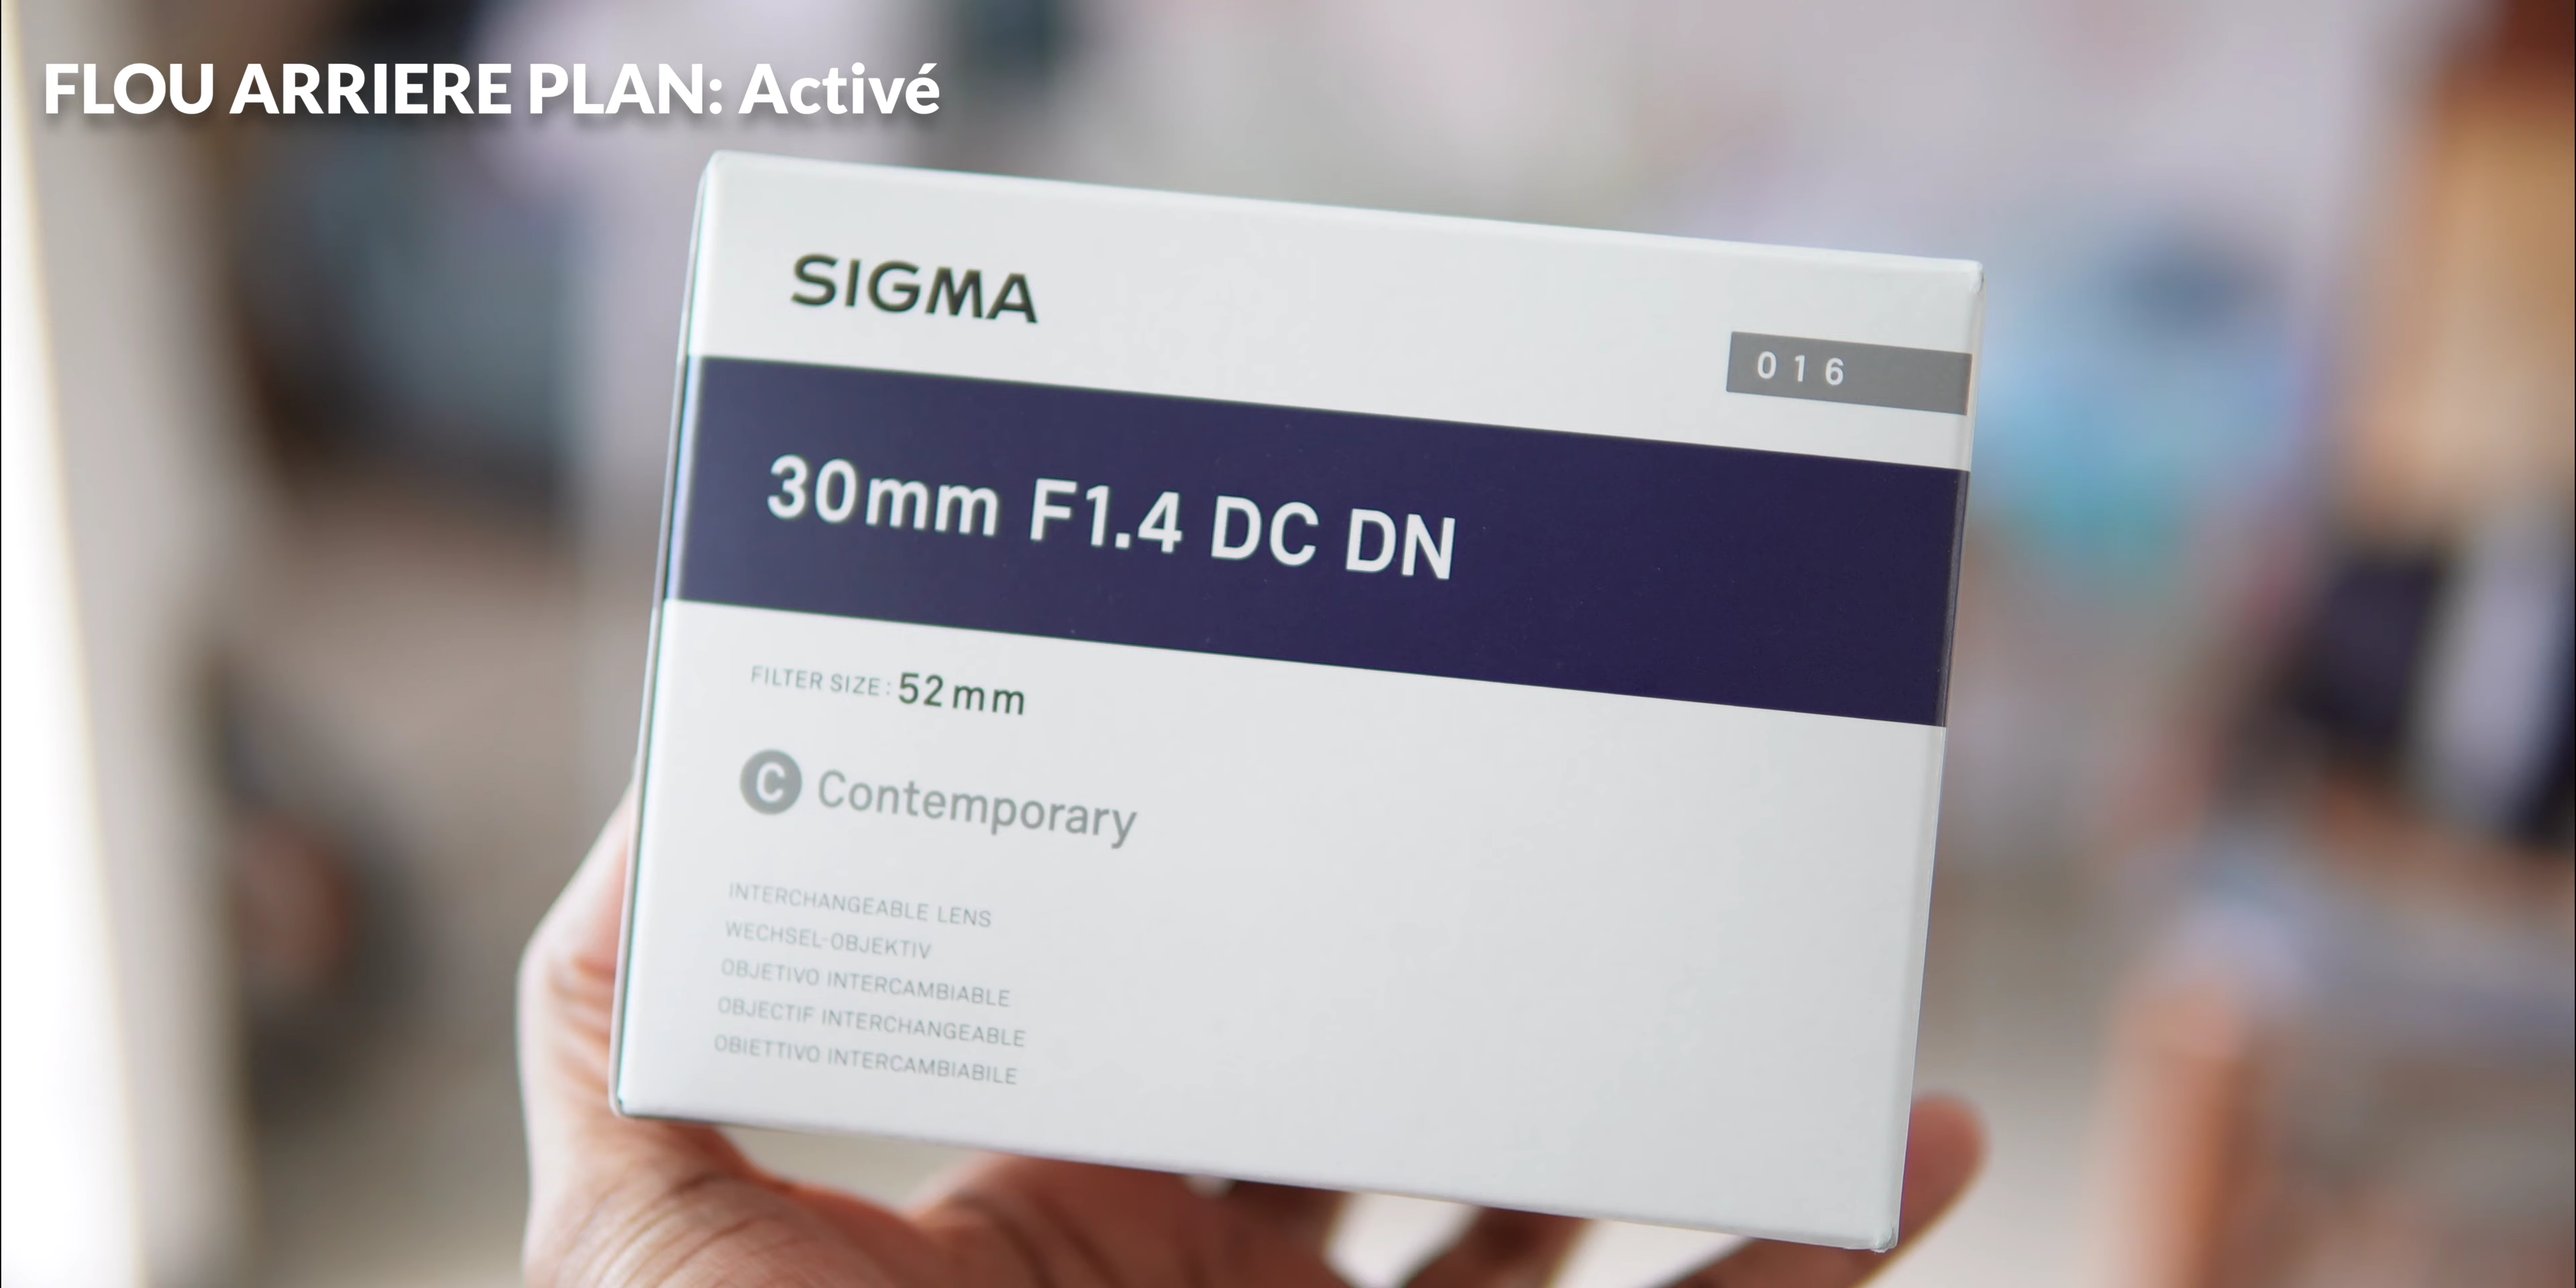 FLOU ARRIERE PLAN: Activé
SIGMA
016
30mm F1.4 DC DN
FILTER SIZE: 52mm
C Contemporary
INTERCHANGEABLE LENS
WECHSEL-OBJEKTIV
OBJETIVO INTERCAMBIABLE
OBJECTIF INTERCHANGEABLE
OBIETTIVO INTERCAMBIABILE